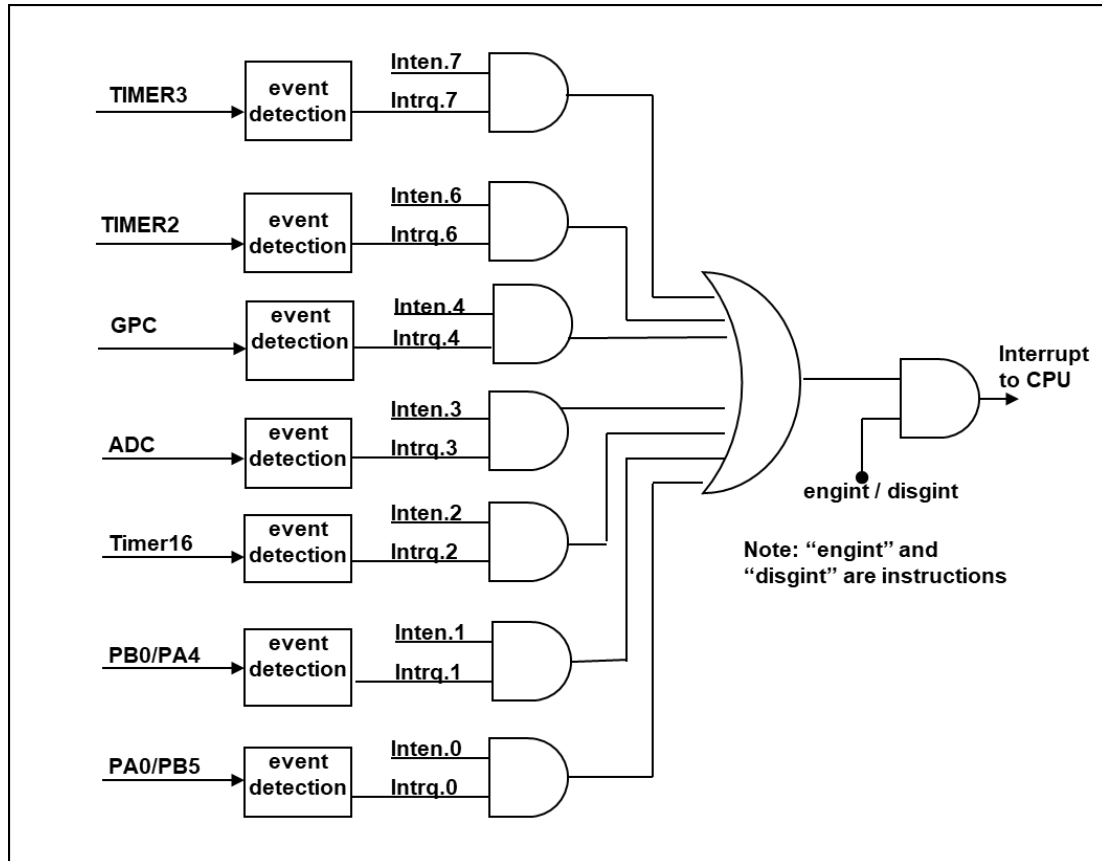 Inten.7
TIMER3
event
detection
Intrq.7
Inten.6
TIMER2
event
detection
Intrq.6
Inten.4
GPC
event
detection
Intrq.4
Inten.3
ADC
event
detection
Intrq.3
Inten.2
Timer16
event
detection
Intrq.2
Inten.1
PB0/PA4
event
detection
Intrq.1
Inten.0
PA0/PB5
event
detection
Intrq.0
Interrupt
to CPU
engint / disgint
Note: “engint” and
“disgint” are instructions